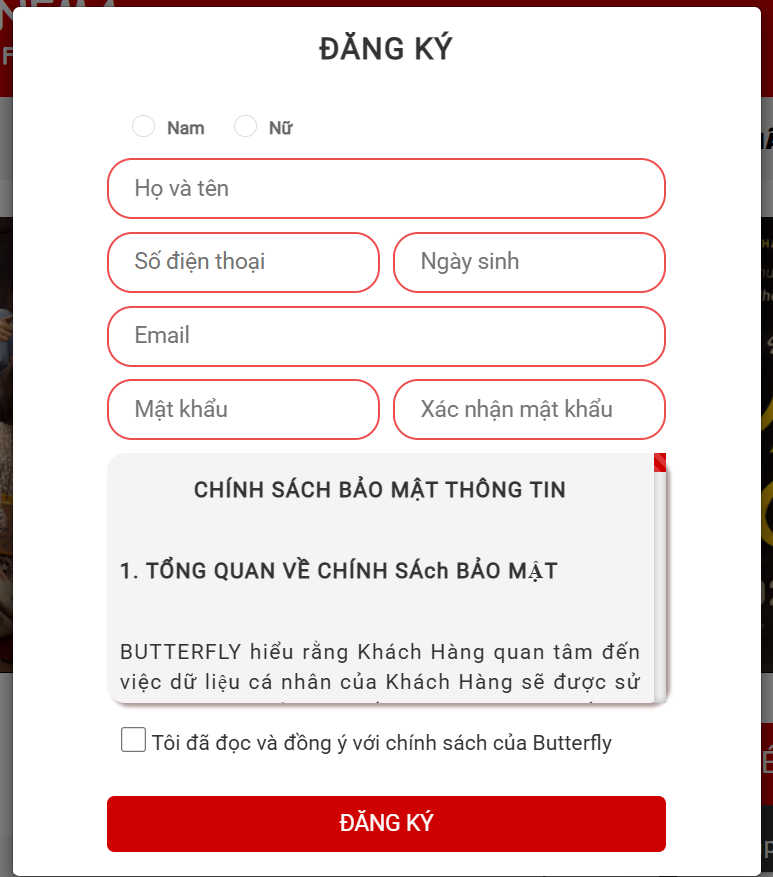 ĐĂNG KÝ
Nam Nữ
Họ và tên
Số điện thoại Ngày sinh
Email
Mật khẩu Xác nhận mật khẩu
CHÍNH SÁCH BẢO MẬT THÔNG TIN
1. TỔNG QUAN VỀ CHÍNH SÁch BẢO MẬT
BUTTERFLY hiểu rằng Khách Hàng quan tâm đến
việc dữ liệu cá nhân của Khách Hàng sẽ được sử
Tôi đã đọc và đồng ý với chính sách của Butterfly
ĐĂNG KÝ